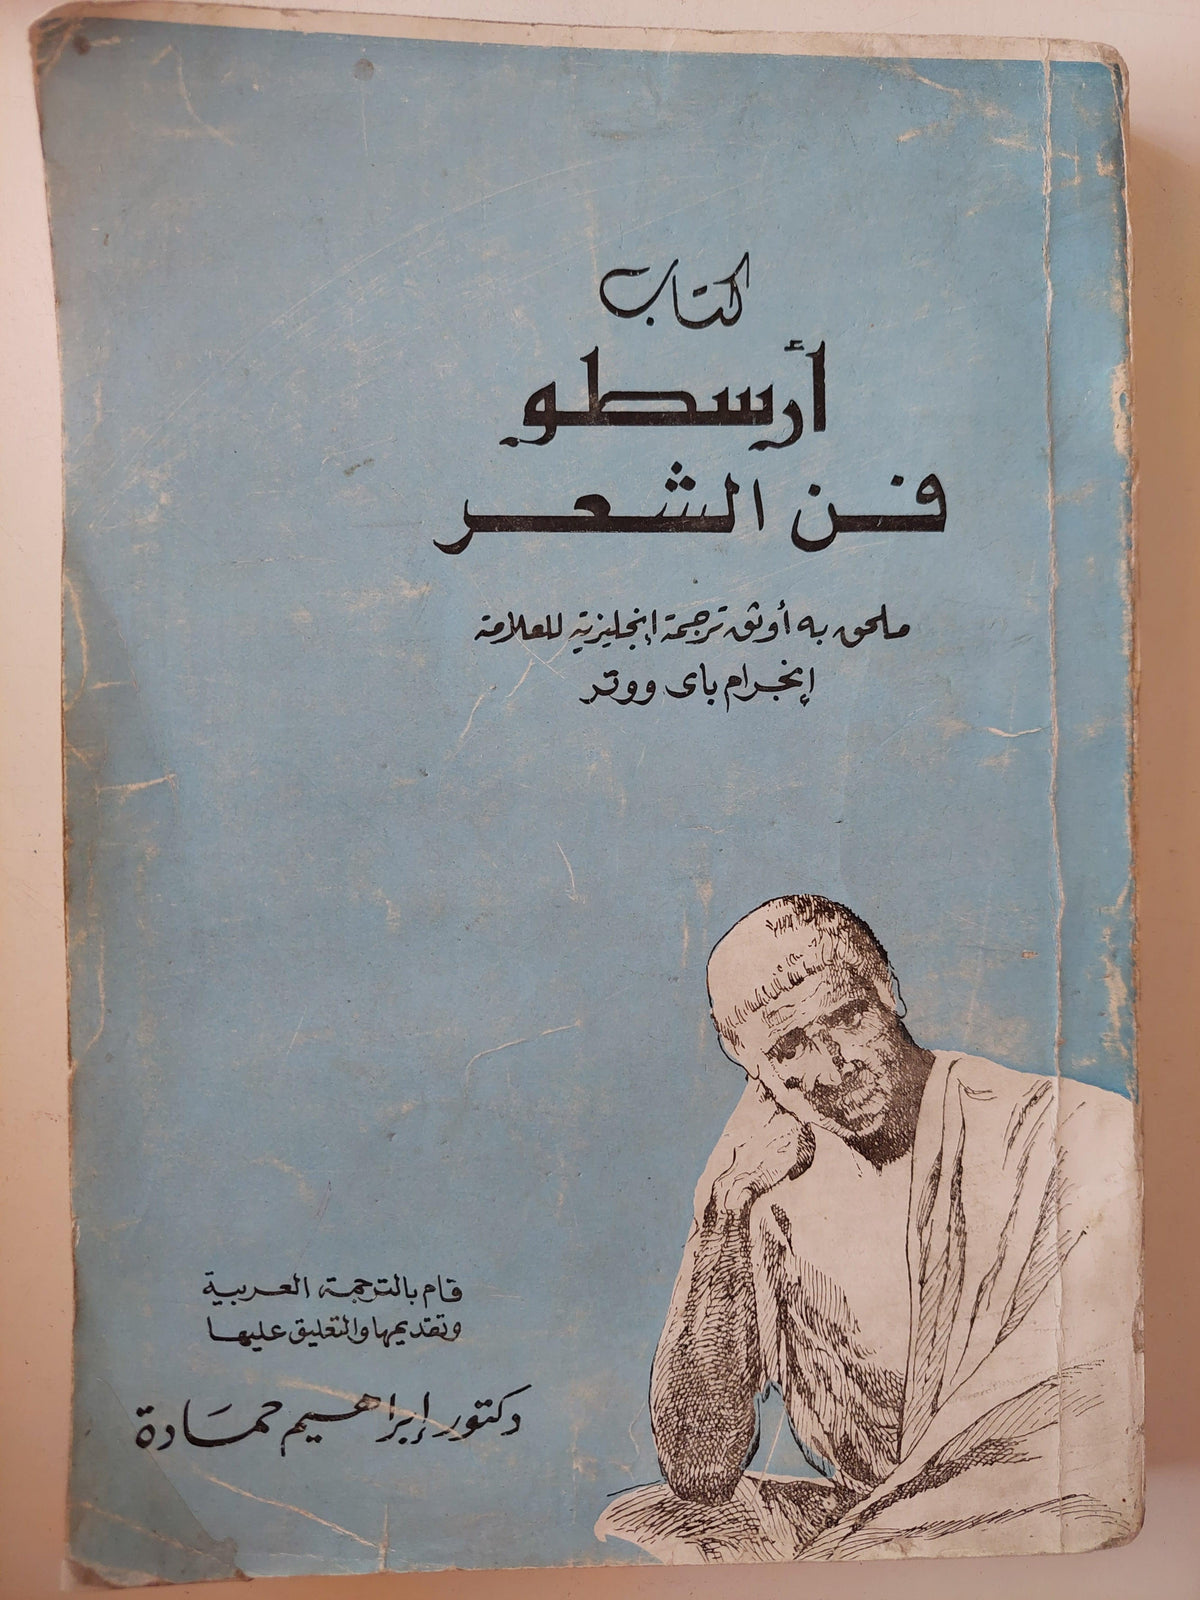 كتاب
أرسطو
فن الشعر
ملحق به أوثق ترجمة إنجليزية للعلامة
إنجرام باى ووتر
قام بالترجمة العربية
وتقديمها والتعليق عليها
دكتور إبراهيم حمادة